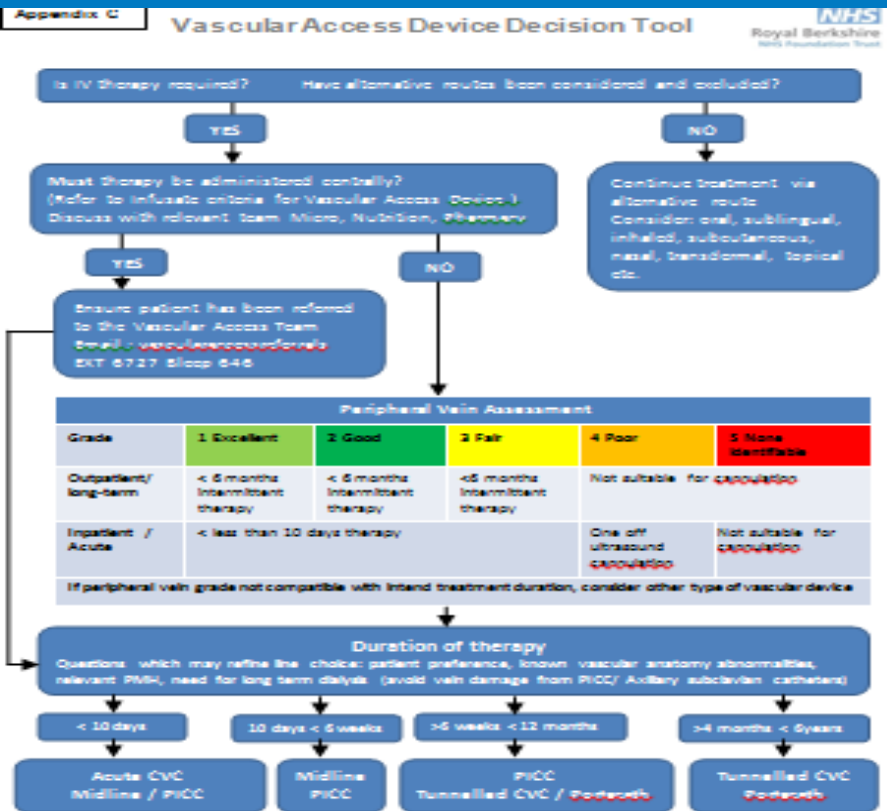 Appendix C
Vascular Access Device Decision Tool
NHS
Royal Berkshire
NHS Foundation Trust
Is IV therapy required? Have alternative routes been considered and excluded?
YES
NO
Must therapy be administered centrally?
(Refer to Infusate criteria for Vascular Access Device.)
Discuss with relevant team Micro, Nutrition, Pharmacy
Continue treatment via
alternative route
Consider: oral, sublingual,
inhaled, subcutaneous,
nasal, transdermal, topical
etc.
YES
NO
Ensure patient has been referred
to the Vascular Access Team
Email: vascularaccessreferrals
EXT 6727 Bleep 646
Peripheral Vein Assessment
Grade 1 Excellent 2 Good 3 Fair 4 Poor 5 None
identifiable
Outpatient/ < 6 months < 6 months <6 months Not suitable for cannulation
long-term intermittent intermittent intermittent
therapy therapy therapy
Inpatient / < less than 10 days therapy One off Not suitable for
Acute ultrasound cannulation
cannulation
If peripheral vein grade not compatible with intend treatment duration, consider other type of vascular device
Duration of therapy
Questions which may refine line choice: patient preference, known vascular anatomy abnormalities,
relevant PMH, need for long term dialysis (avoid vein damage from PICC/ Axillary subclavian catheters)
< 10 days
10 days < 6 weeks
>6 weeks <12 months
>4 months < 6years
Acute CVC
Midline / PICC
Midline
PICC
PICC
Tunnelled CVC / Portacath
Tunnelled CVC
Portacath